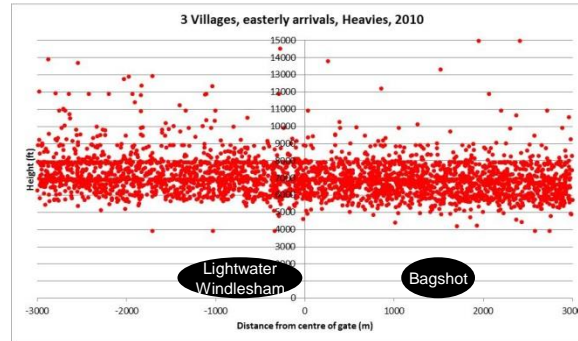 3 Villages, easterly arrivals, Heavies, 2010
15000
14000
13000
12000
11000
10000
9000
8000
7000
6000
5000
4000
3000
2000
1000
0
Height (ft)
Lightwater
Windlesham
Bagshot
-3000 -2000 -1000 0 1000 2000 3000
Distance from centre of gate (m)